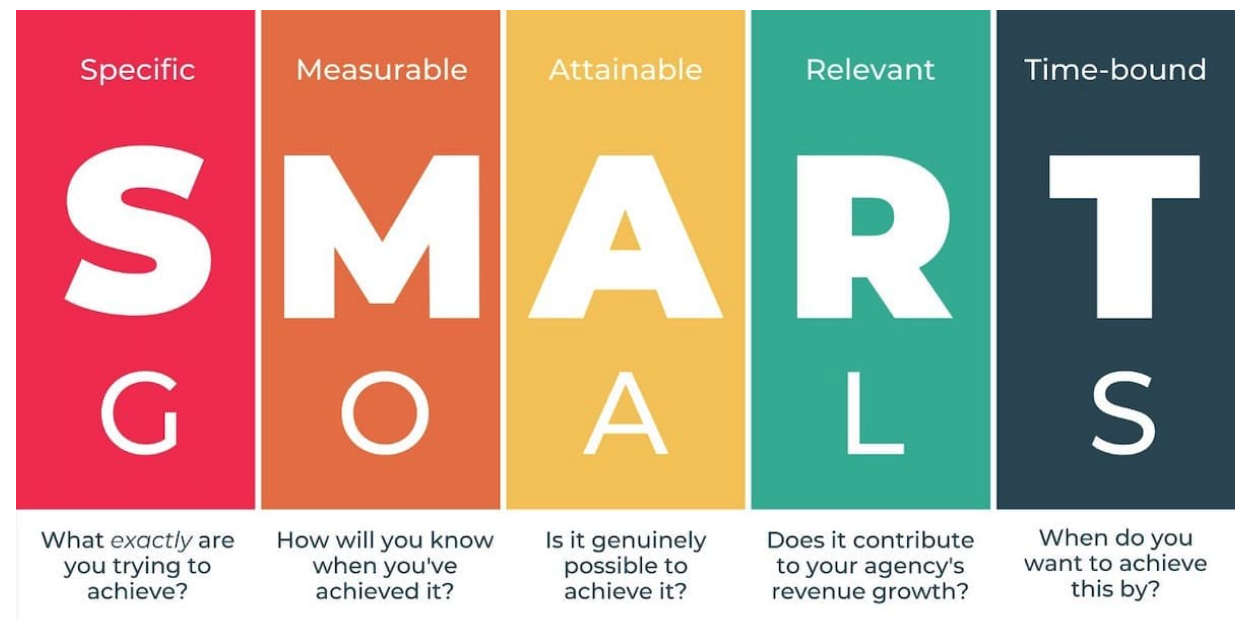 Specific
Measurable
Attainable
Relevant
Time-bound
S
M
A
R
T
G
O
A
L
S
What exactly are
you trying to
achieve?
How will you know
when you've
achieved it?
Is it genuinely
possible to
achieve it?
Does it contribute
to your agency's
revenue growth?
When do you
want to achieve
this by?